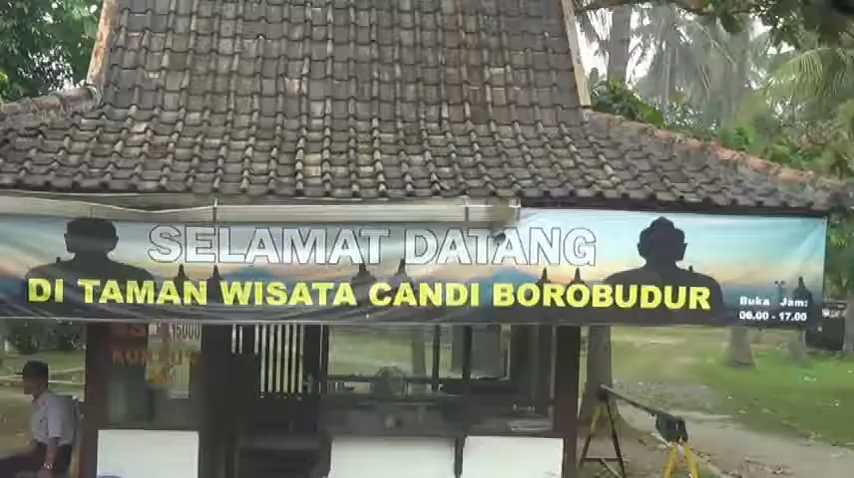 SELAMAT DATANG
DI TAMAN WISATA CANDI BOROBUDUR
Buka Jam:
06.00 - 17.00